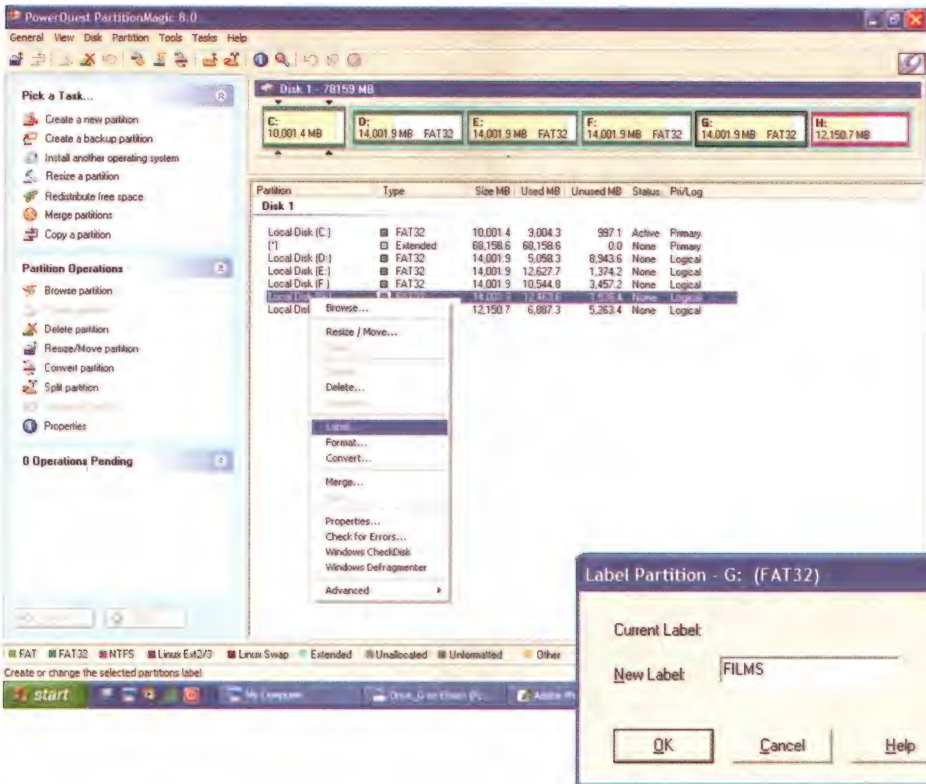 PowerQuest PartitionMagic 8.0
General View Disk Partition Tools Tasks Help
Pick a Task...
Create a new partition
Create a backup partition
Install another operating system
Resize a partition
Redistribute free space
Merge partitions
Copy a partition
Partition Operations
Browse partition
Delete partition
Resize/Move partition
Convert partition
Split partition
Properties
0 Operations Pending
Disk 1 - 78159 MB
C:
10,001.4 MB
D:
14,001.9 MB FAT32
E:
14,001.9 MB FAT32
F:
14,001.9 MB FAT32
G:
14,001.9 MB FAT32
H:
12,150.7 MB
Partition Type Size MB Used MB Unused MB Status Pri/Log
Disk 1
Local Disk (C:) FAT32 10,001.4 9,004.3 997.1 Active Primary
(*) Extended 68,158.6 68,158.6 0.0 None Primary
Local Disk (D:) FAT32 14,001.9 5,058.3 8,943.6 None Logical
Local Disk (E:) FAT32 14,001.9 12,627.7 1,374.2 None Logical
Local Disk (F:) FAT32 14,001.9 10,544.8 3,457.2 None Logical
Local Disk FAT32 14,001.9 None Logical
Local Disk 12,150.7 6,887.3 5,263.4 None Logical
Browse...
Resize / Move...
Delete...
Label...
Format...
Convert...
Merge...
Properties...
Check for Errors...
Windows CheckDisk
Windows Defragmenter
Advanced
FAT FAT32 NTFS Linux Ext2/3 Linux Swap Extended Unallocated Unformatted Other
Create or change the selected partitions label
start My Computer
Label Partition - G: (FAT32)
Current Label:
New Label: FILMS
OK Cancel Help